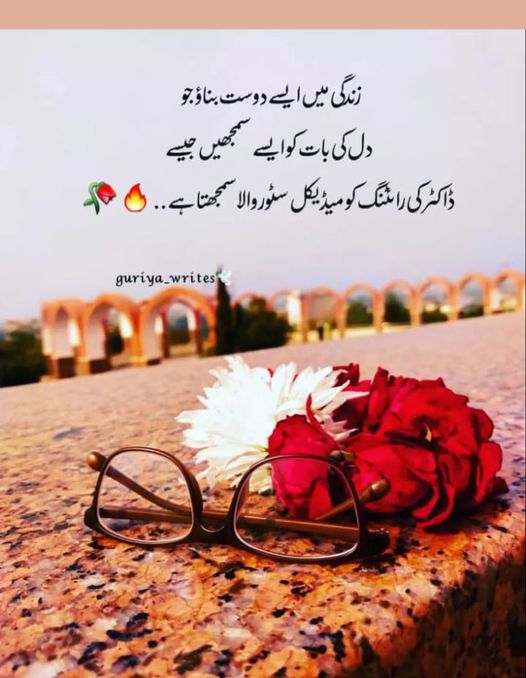 زندگی میں ایسے دوست بناؤ جو
دل کی بات کو ایسے سمجھیں جیسے
ڈاکٹر کی رائٹنگ کو میڈیکل سٹور والا سمجھتا ہے.. 🔥🥀
guriya_writes🕊️